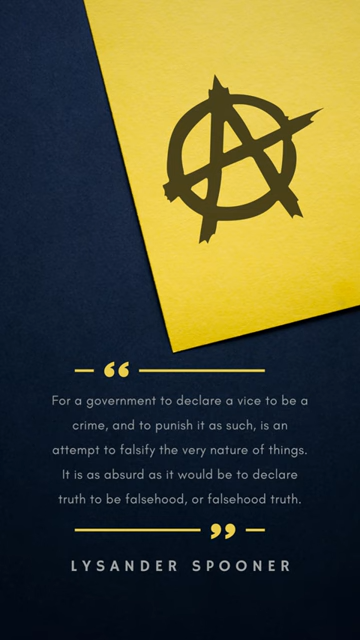 For a government to declare a vice to be a
crime, and to punish it as such, is an
attempt to falsify the very nature of things.
It is as absurd as it would be to declare
truth to be falsehood, or falsehood truth.
LYSANDER SPOONER